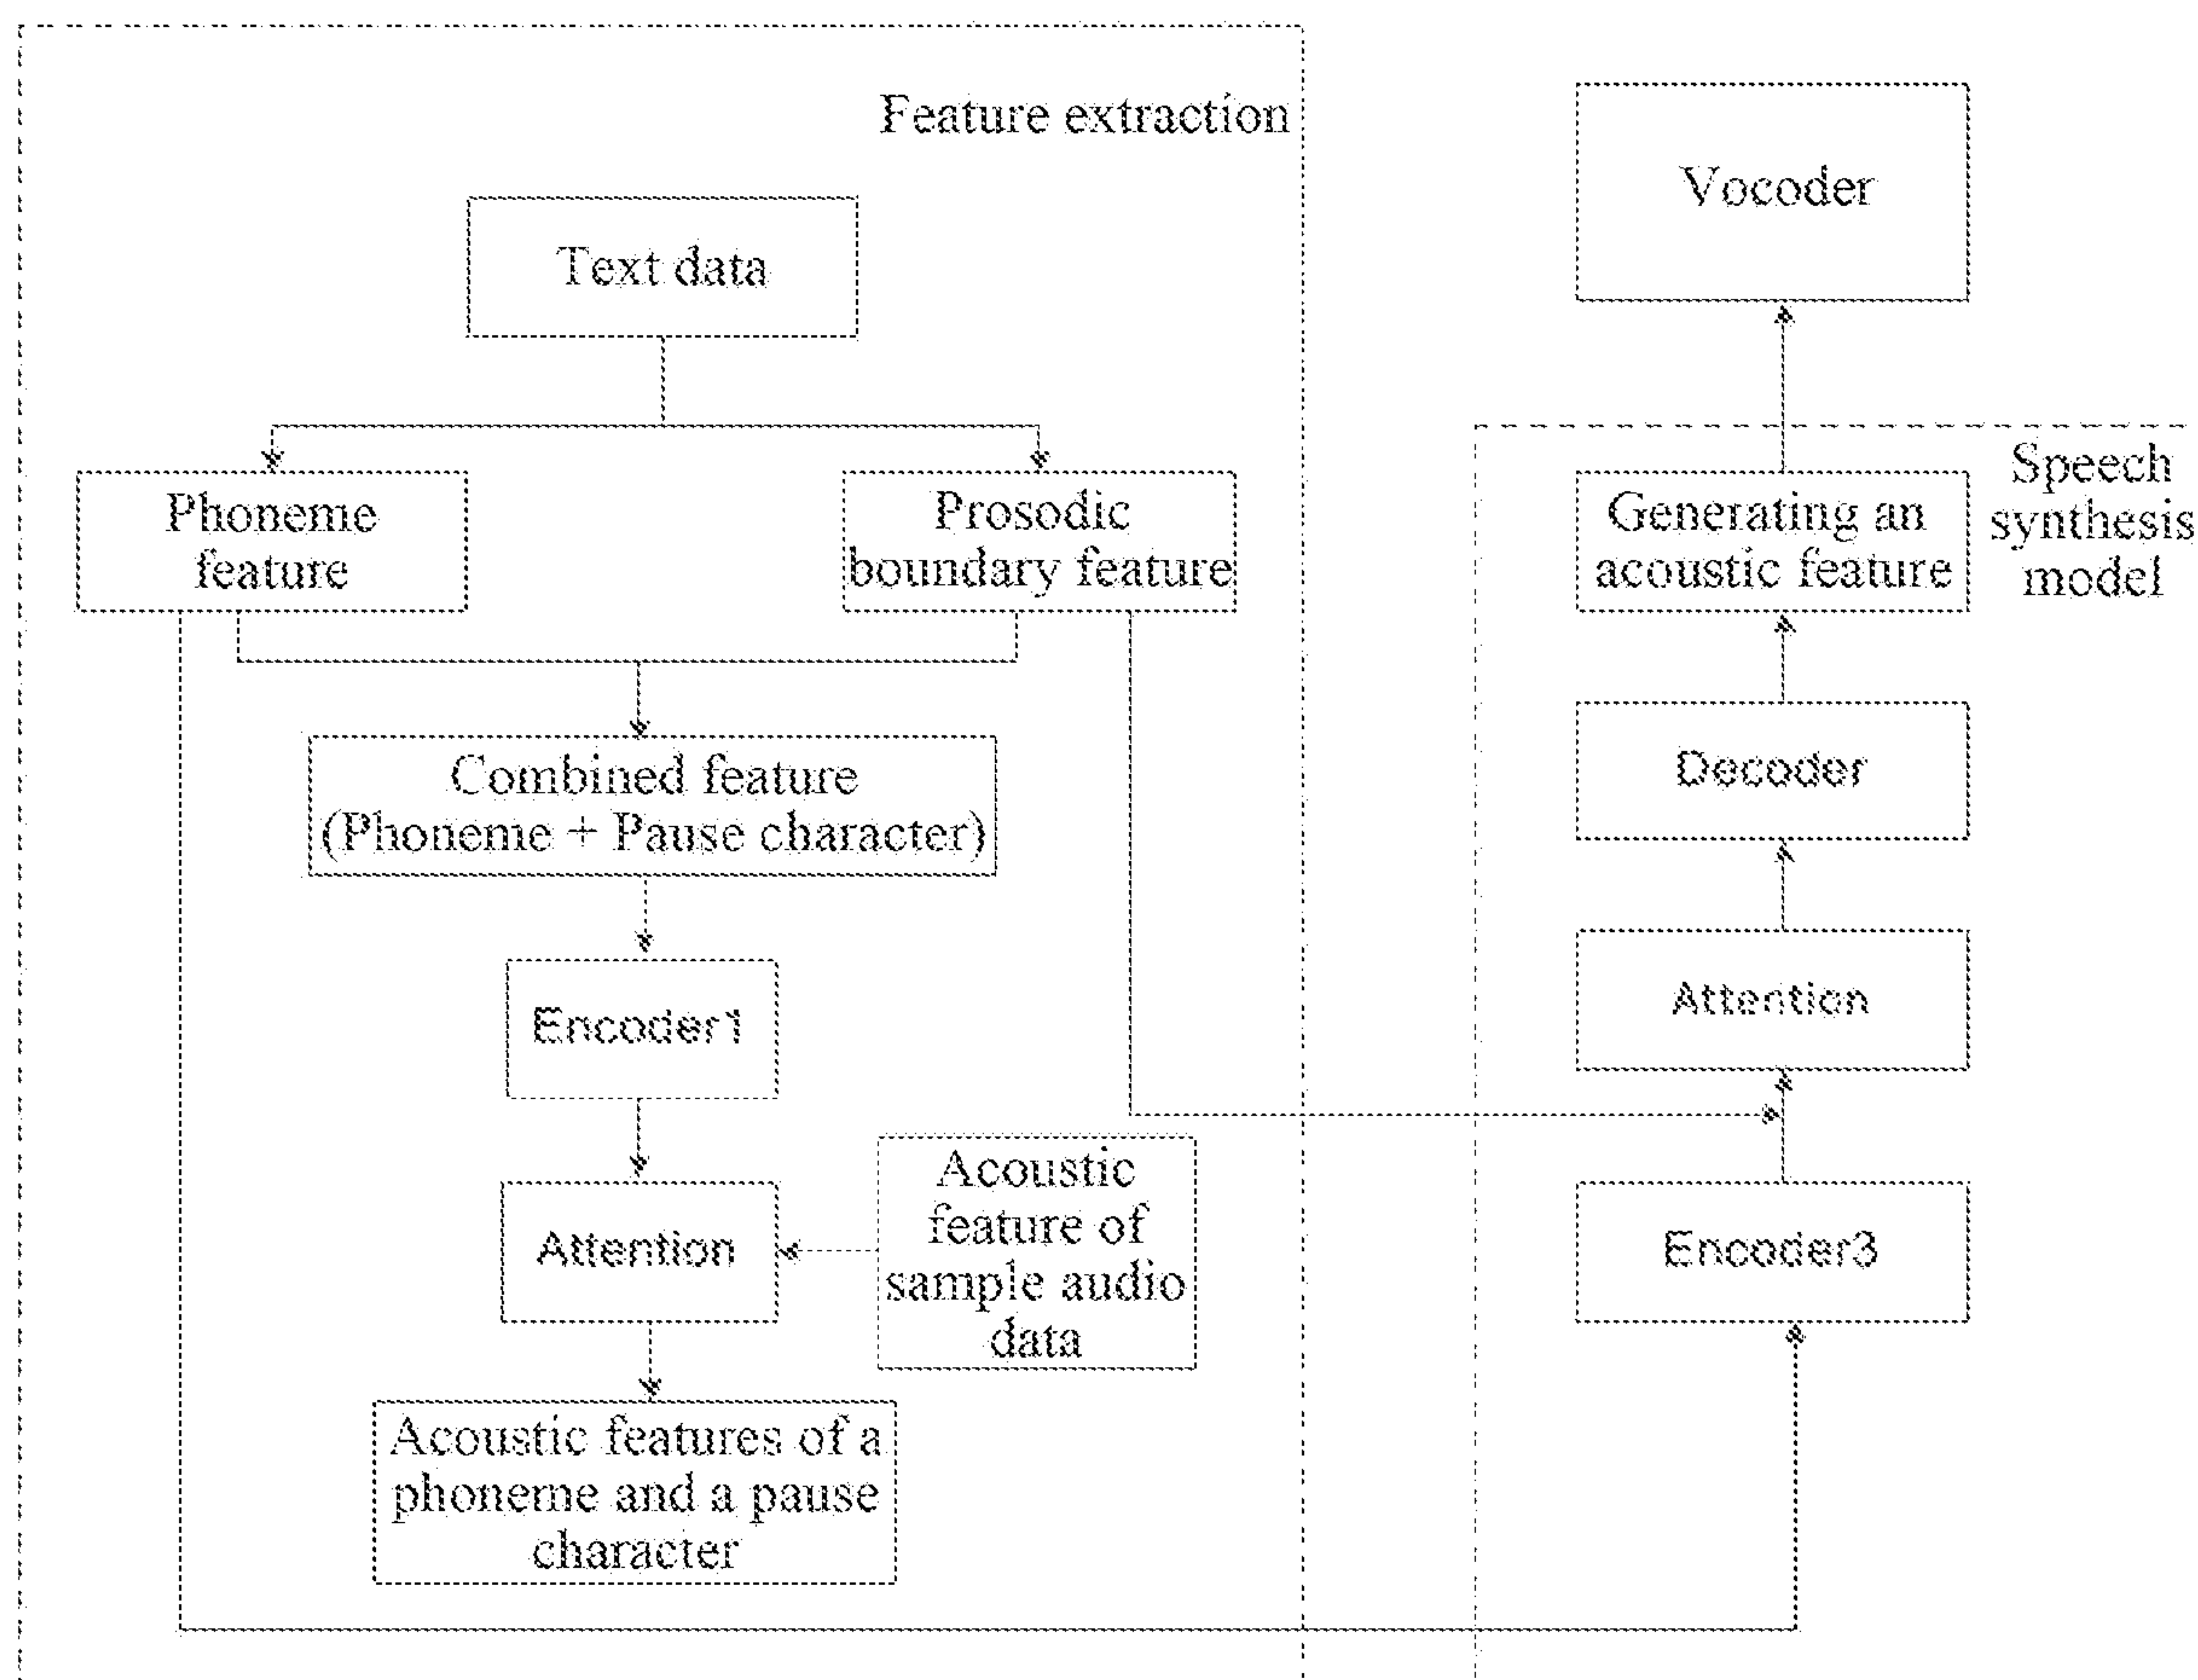 Feature extraction
Text data
Phoneme
feature
Prosodic
boundary feature
Combined feature
(Phoneme + Pause character)
Encoder1
Attention
Acoustic
feature of
sample audio
data
Acoustic features of a
phoneme and a pause
character
Vocoder
Speech
synthesis
model
Generating an
acoustic feature
Decoder
Attention
Encoder3